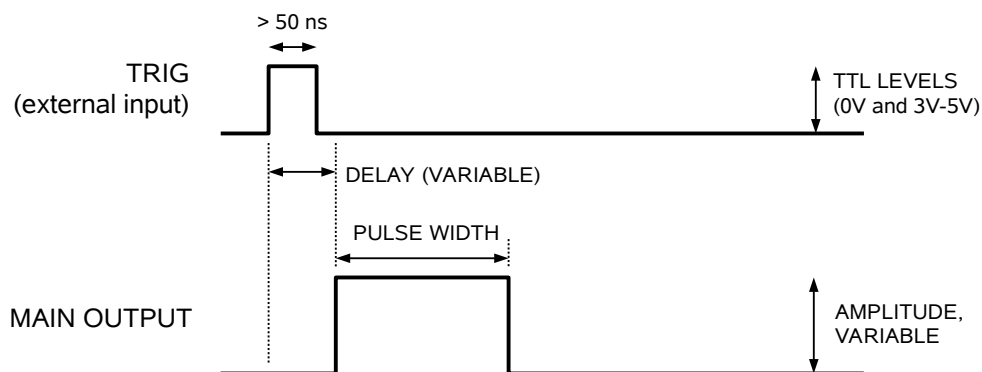 > 50 ns
TRIG
(external input)
TTL LEVELS
(0V and 3V-5V)
DELAY (VARIABLE)
PULSE WIDTH
MAIN OUTPUT
AMPLITUDE,
VARIABLE